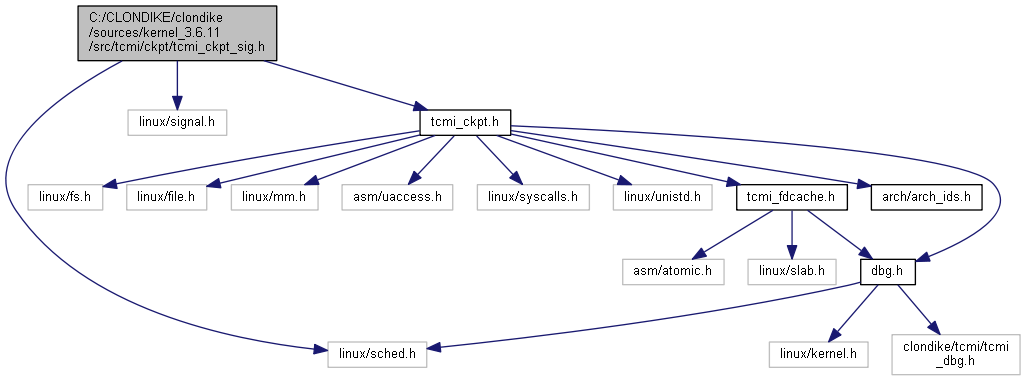 C:/CLONDIKE/clondike
/sources/kernel_3.6.11
/src/tcmi/ckpt/tcmi_ckpt_sig.h
linux/signal.h
tcmi_ckpt.h
linux/fs.h
linux/file.h
linux/mm.h
asm/uaccess.h
linux/syscalls.h
linux/unistd.h
tcmi_fdcache.h
arch/arch_ids.h
asm/atomic.h
linux/slab.h
dbg.h
linux/sched.h
linux/kernel.h
clondike/tcmi/tcmi
_dbg.h